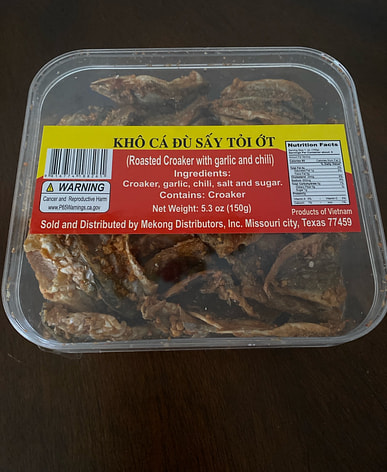 KHÔ CÁ ĐÙ SẤY TỎI ỚT
(Roasted Croaker with garlic and chili)
Ingredients:
Croaker, garlic, chili, salt and sugar.
Contains: Croaker
Net Weight: 5.3 oz (150g)
WARNING
Cancer and Reproductive Harm
www.P65Warnings.ca.gov
Nutrition Facts
Products of Vietnam
Sold and Distributed by Mekong Distributors, Inc. Missouri city, Texas 77459